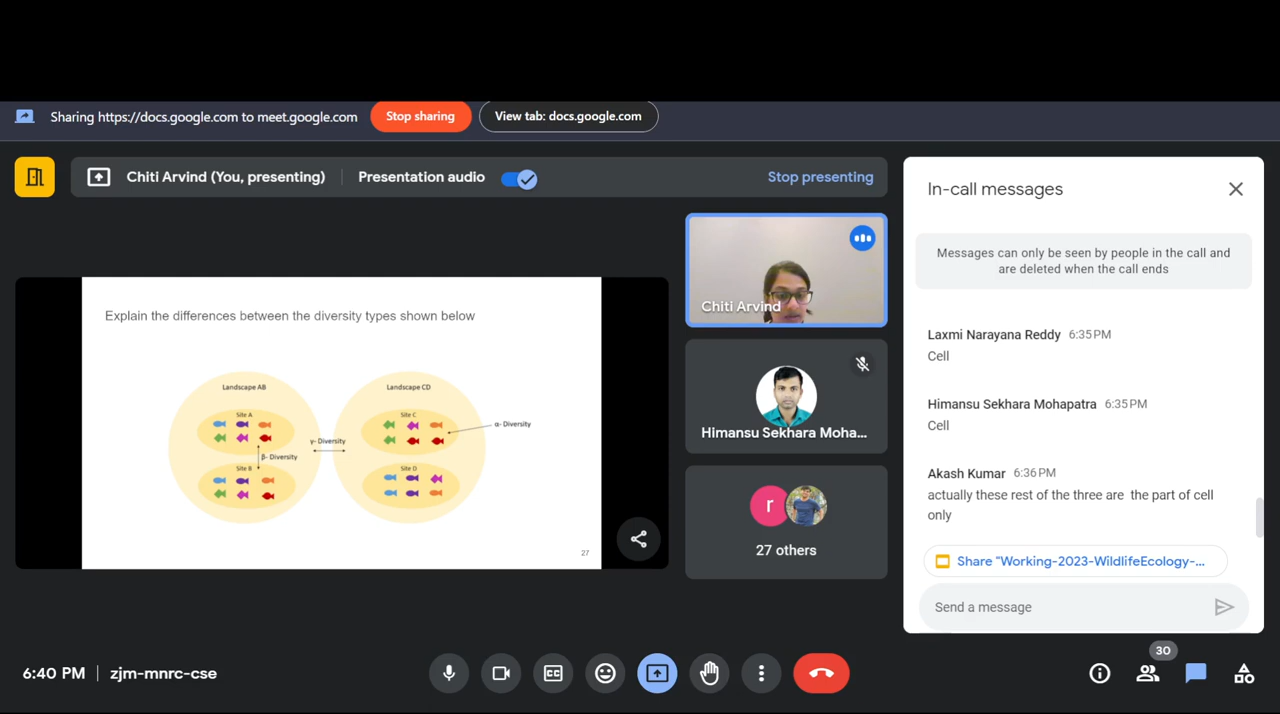 Sharing https://docs.google.com to meet.google.com
Stop sharing
View tab: docs.google.com
Chiti Arvind (You, presenting)
Presentation audio
Stop presenting
Explain the differences between the diversity types shown below
Landscape AB
Landscape CD
Site A
Site C
α- Diversity
γ- Diversity
β- Diversity
Site B
Site D
27
Chiti Arvind
Himansu Sekhara Moha...
r
27 others
In-call messages
Messages can only be seen by people in the call and
are deleted when the call ends
Laxmi Narayana Reddy 6:35 PM
Cell
Himansu Sekhara Mohapatra 6:35 PM
Cell
Akash Kumar 6:36 PM
actually these rest of the three are the part of cell
only
Share "Working-2023-WildlifeEcology-...
Send a message
6:40 PM
zjm-mnrc-cse
CC
30